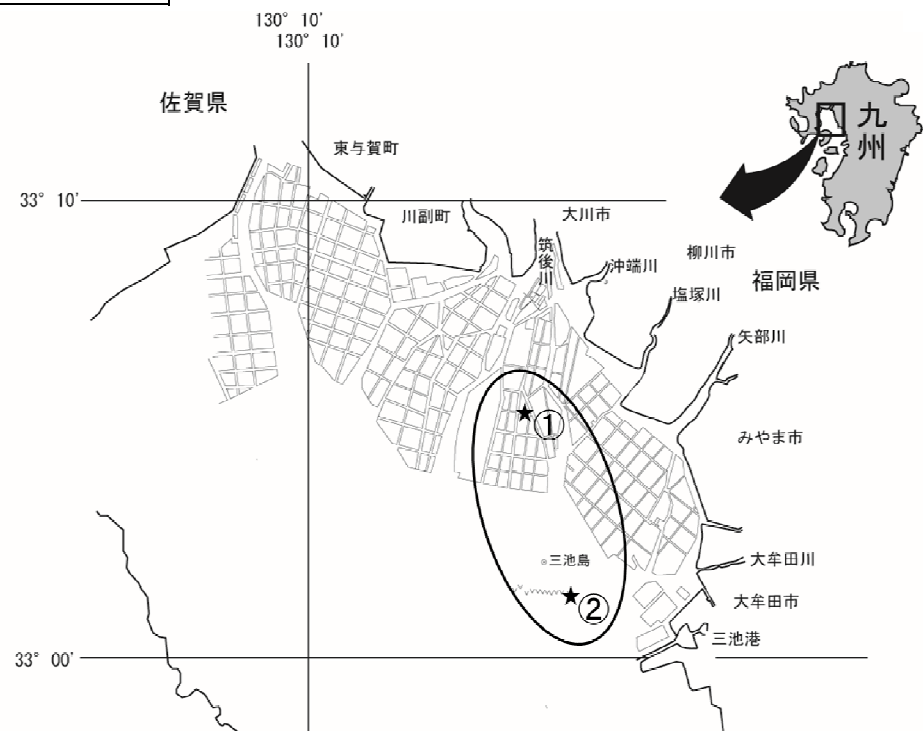 130° 10'
130° 10'
佐賀県
東与賀町
九州
33° 10'
川副町
大川市
筑後川
沖端川
柳川市
福岡県
塩塚川
矢部川
①
みやま市
三池島
大牟田川
②
大牟田市
三池港
33° 00'